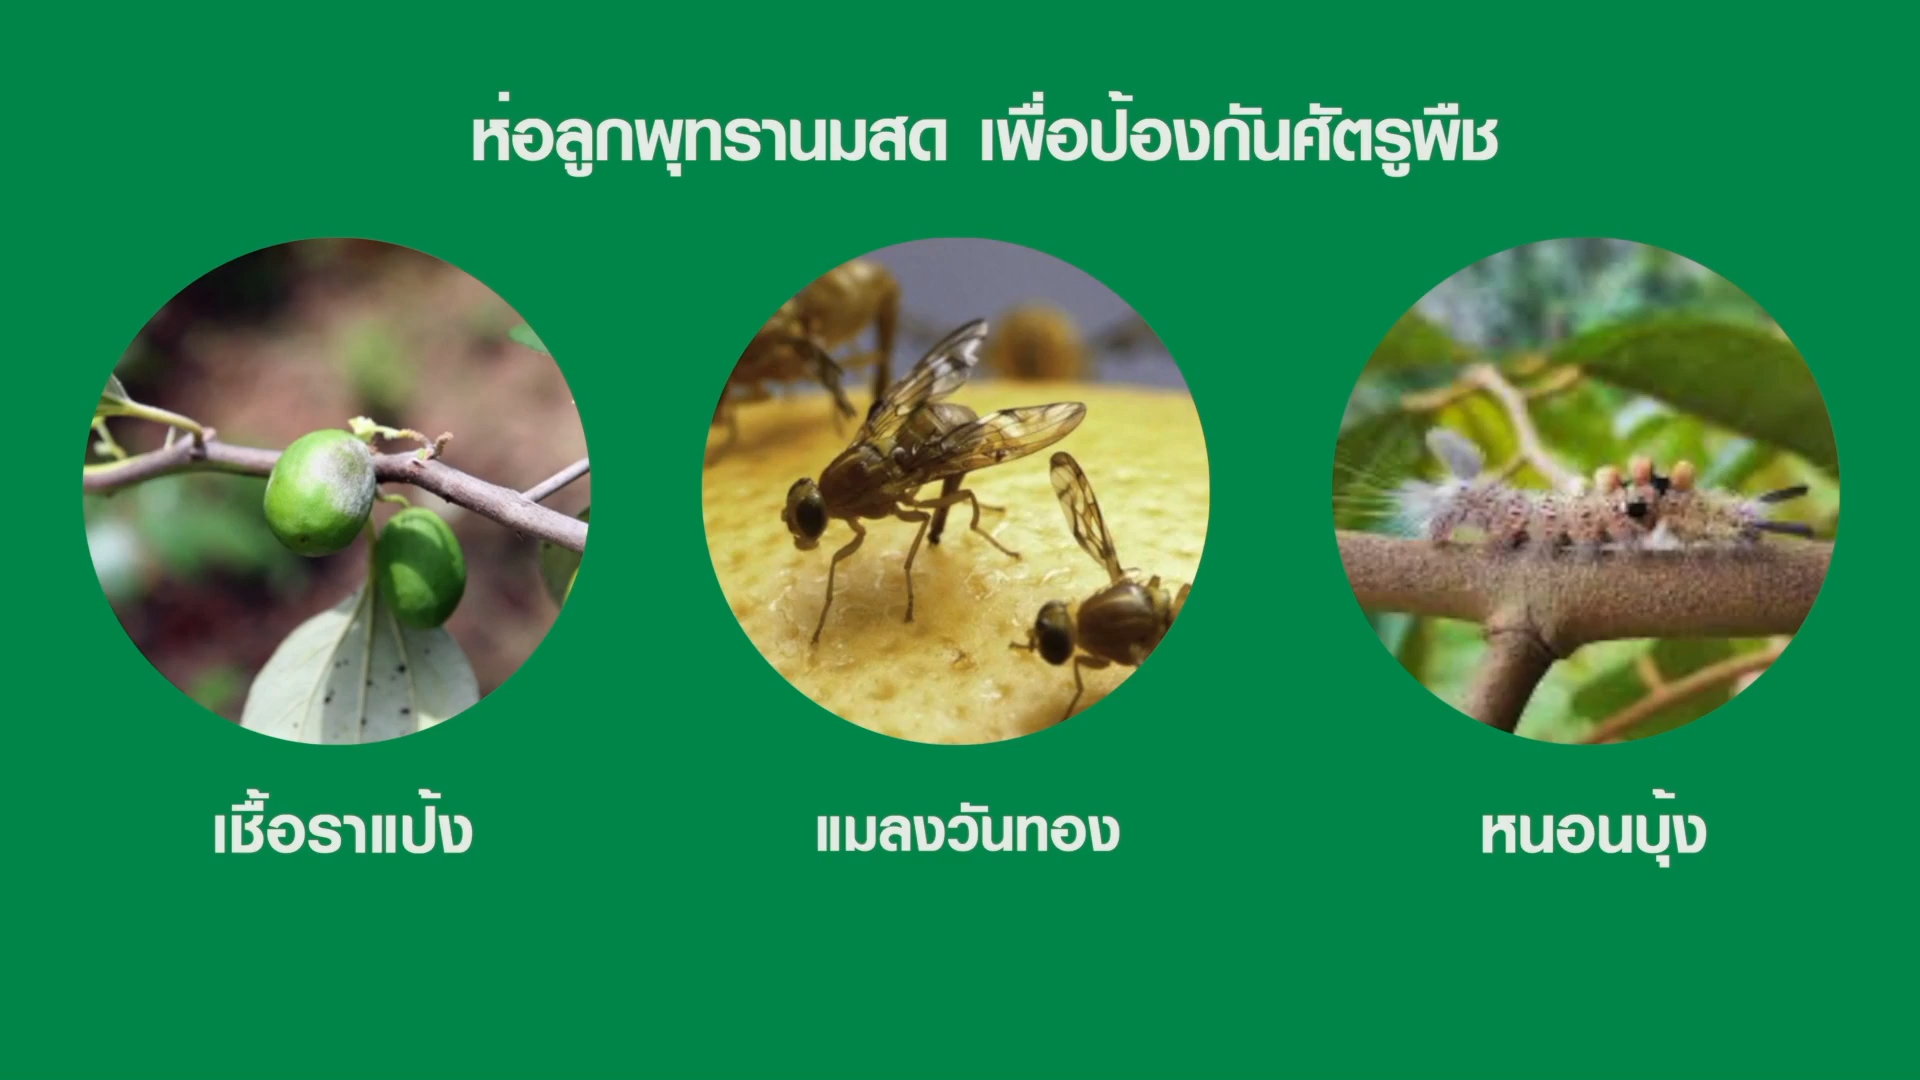 ห่อลูกพุทรานมสด เพื่อป้องกันศัตรูพืช
เชื้อราแป้ง
แมลงวันทอง
หนอนบุ้ง